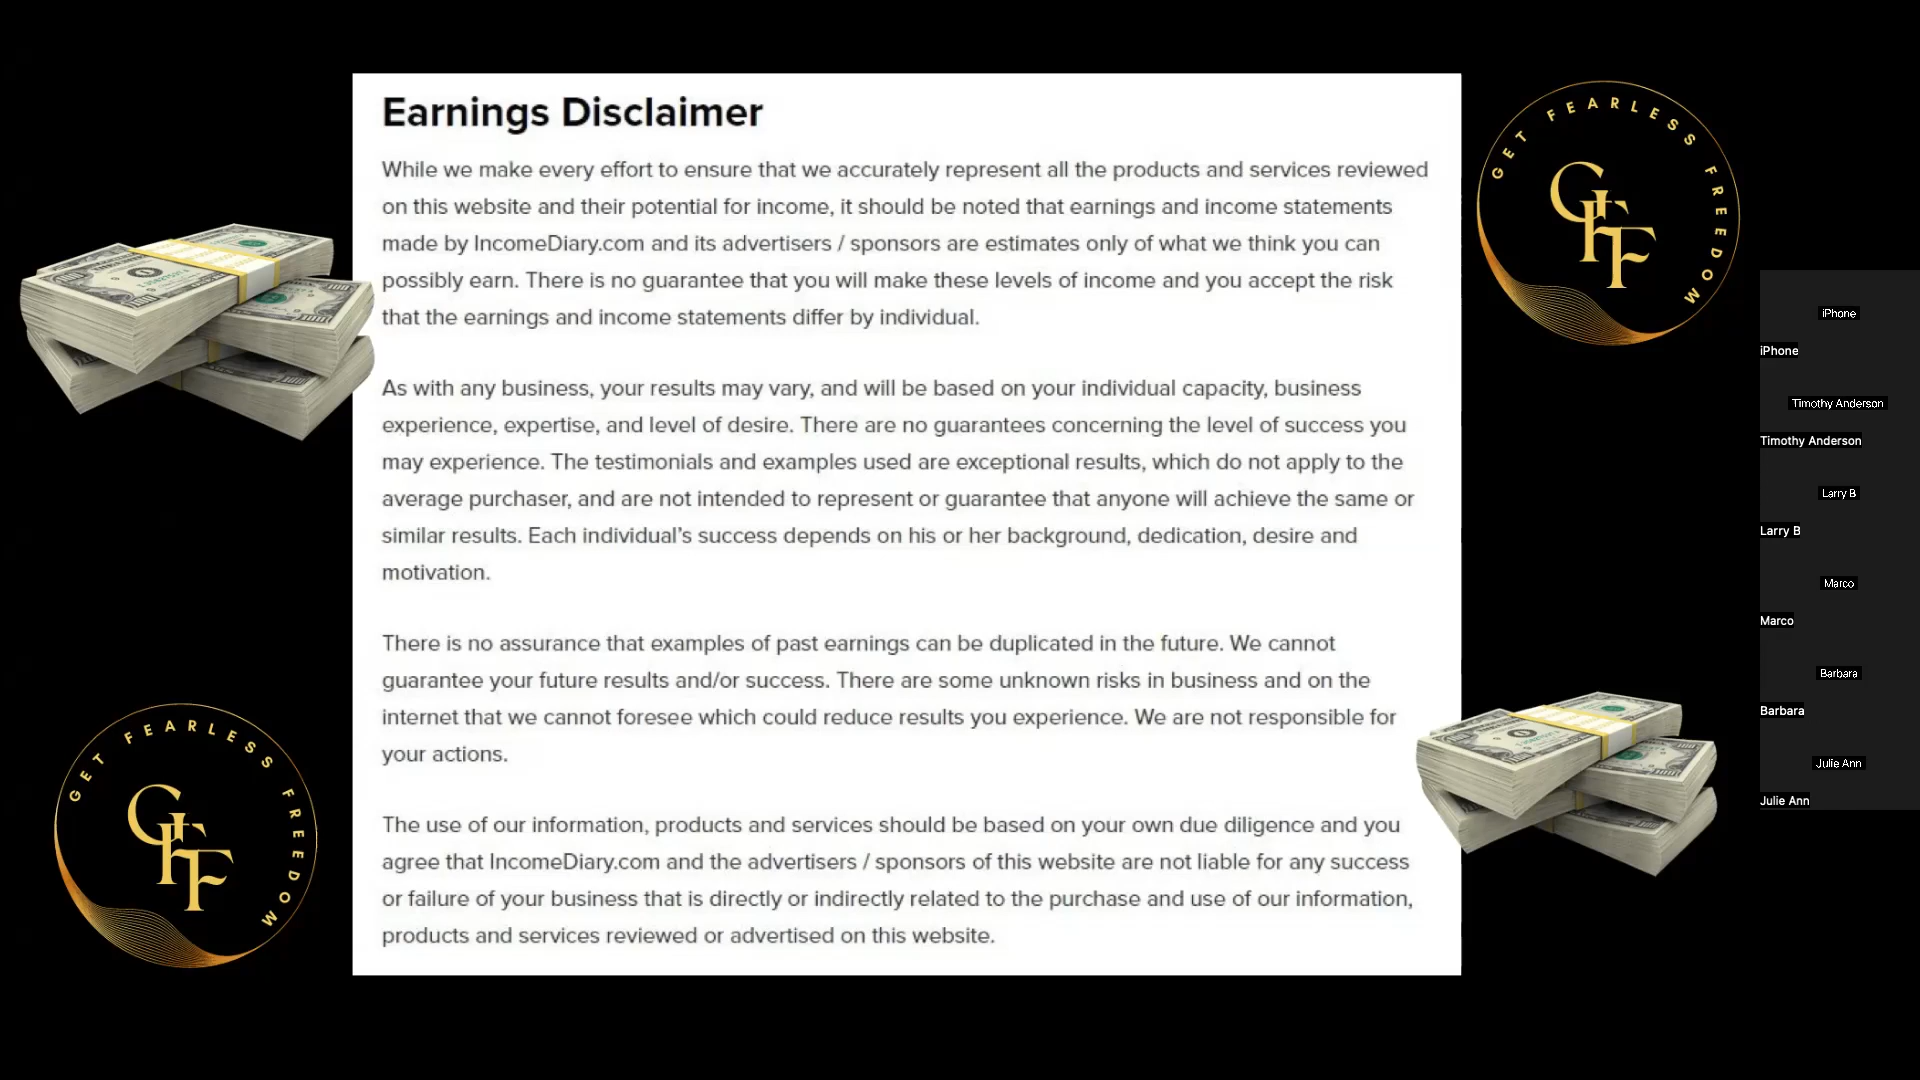 Earnings Disclaimer
While we make every effort to ensure that we accurately represent all the products and services reviewed
on this website and their potential for income, it should be noted that earnings and income statements
made by IncomeDiary.com and its advertisers / sponsors are estimates only of what we think you can
possibly earn. There is no guarantee that you will make these levels of income and you accept the risk
that the earnings and income statements differ by individual.
As with any business, your results may vary, and will be based on your individual capacity, business
experience, expertise, and level of desire. There are no guarantees concerning the level of success you
may experience. The testimonials and examples used are exceptional results, which do not apply to the
average purchaser, and are not intended to represent or guarantee that anyone will achieve the same or
similar results. Each individual’s success depends on his or her background, dedication, desire and
motivation.
There is no assurance that examples of past earnings can be duplicated in the future. We cannot
guarantee your future results and/or success. There are some unknown risks in business and on the
internet that we cannot foresee which could reduce results you experience. We are not responsible for
your actions.
The use of our information, products and services should be based on your own due diligence and you
agree that IncomeDiary.com and the advertisers / sponsors of this website are not liable for any success
or failure of your business that is directly or indirectly related to the purchase and use of our information,
products and services reviewed or advertised on this website.
GET FEARLESS FREEDOM
GFF
GET FEARLESS FREEDOM
GFF
iPhone
iPhone
Timothy Anderson
Timothy Anderson
Larry B
Larry B
Marco
Marco
Barbara
Barbara
Julie Ann
Julie Ann